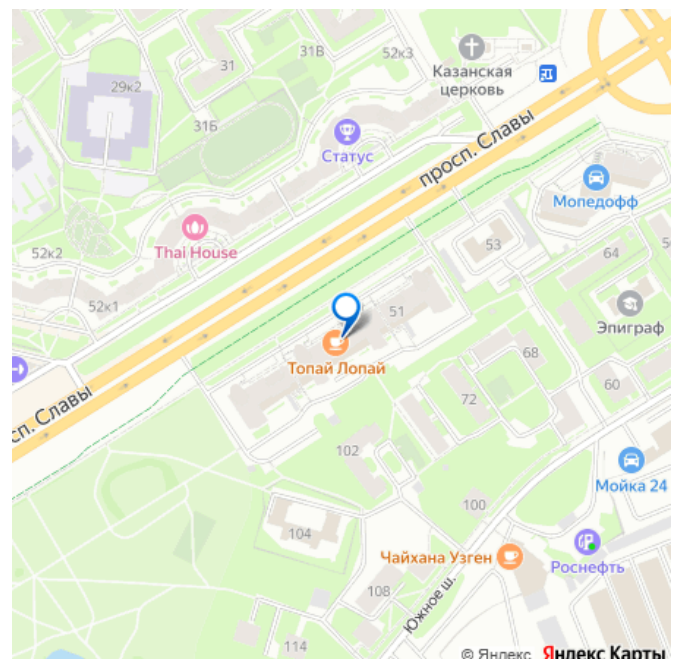 31
31В
52к3
Казанская
церковь
29к2
31Б
Статус
просп. Славы
Мопедофф
Thai House
53
64
52к2
52к1
51
Эпиграф
Топай Лопай
68
60
72
сп. Славы
102
Мойка 24
100
104
Чайхана Узген
Роснефть
108
Южное ш.
114
© Яндекс Яндекс Карты